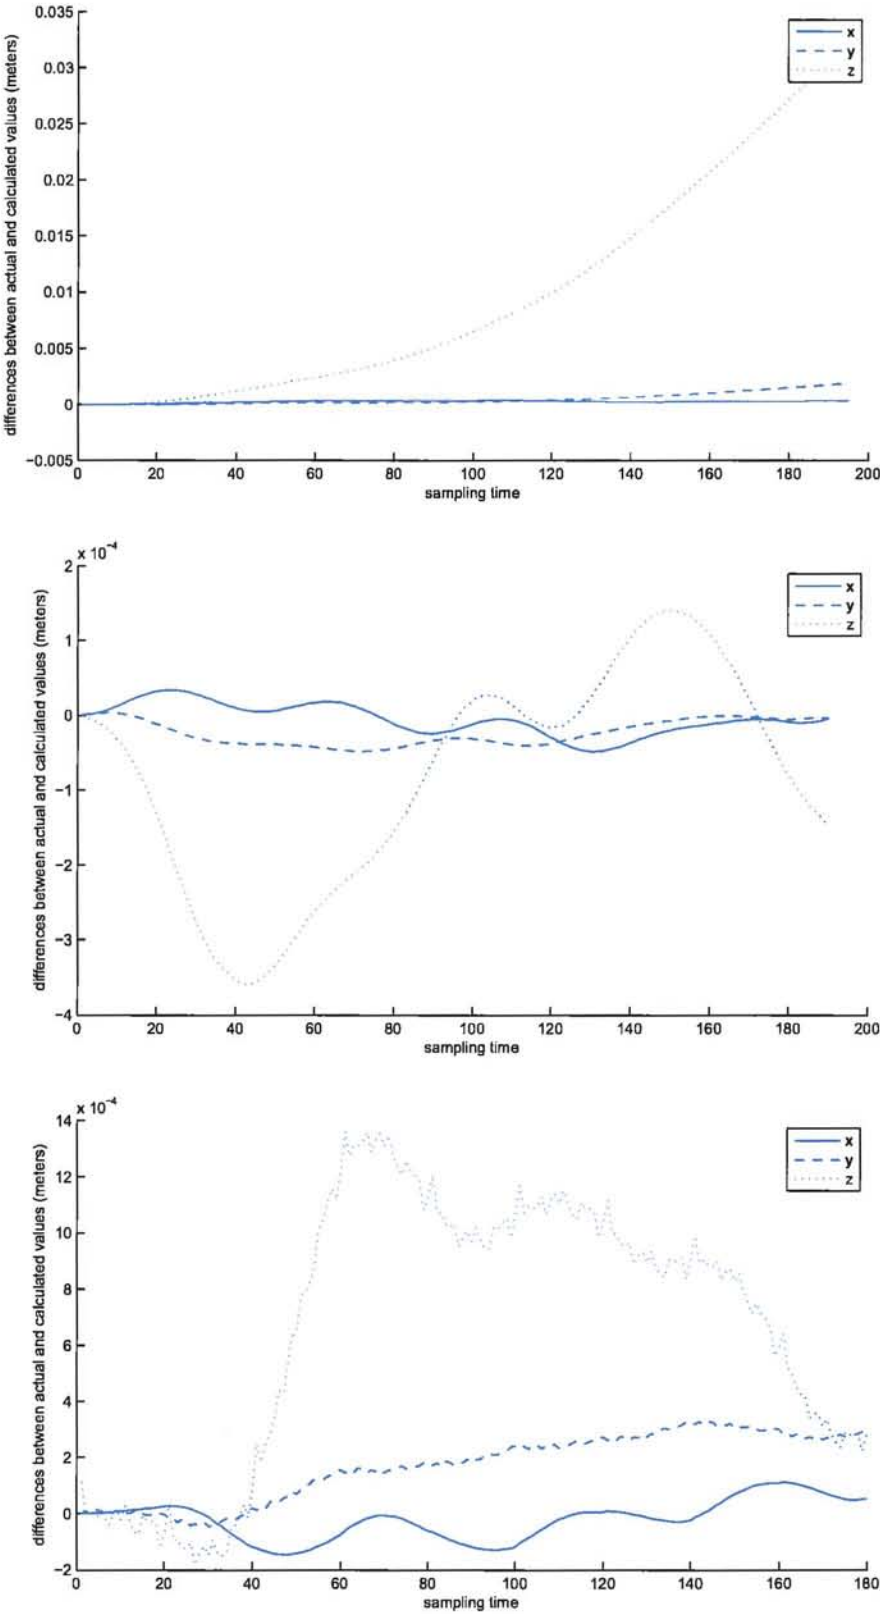 0.035
0.03
0.025
0.02
0.015
0.01
0.005
0
−0.005
differences between actual and calculated values (meters)
x
y
z
0 20 40 60 80 100 120 140 160 180 200
sampling time
x 10⁻⁴
2
1
0
−1
−2
−3
−4
differences between actual and calculated values (meters)
x
y
z
0 20 40 60 80 100 120 140 160 180 200
sampling time
x 10⁻⁴
14
12
10
8
6
4
2
0
−2
differences between actual and calculated values (meters)
x
y
z
0 20 40 60 80 100 120 140 160 180
sampling time